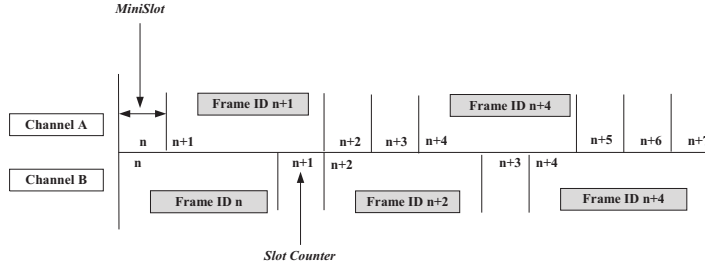 MiniSlot
Frame ID n+1
Frame ID n+4
Channel A
n n+1 n+2 n+3 n+4 n+5 n+6 n+7
n n+1 n+2 n+3 n+4
Channel B
Frame ID n
Frame ID n+2
Frame ID n+4
Slot Counter